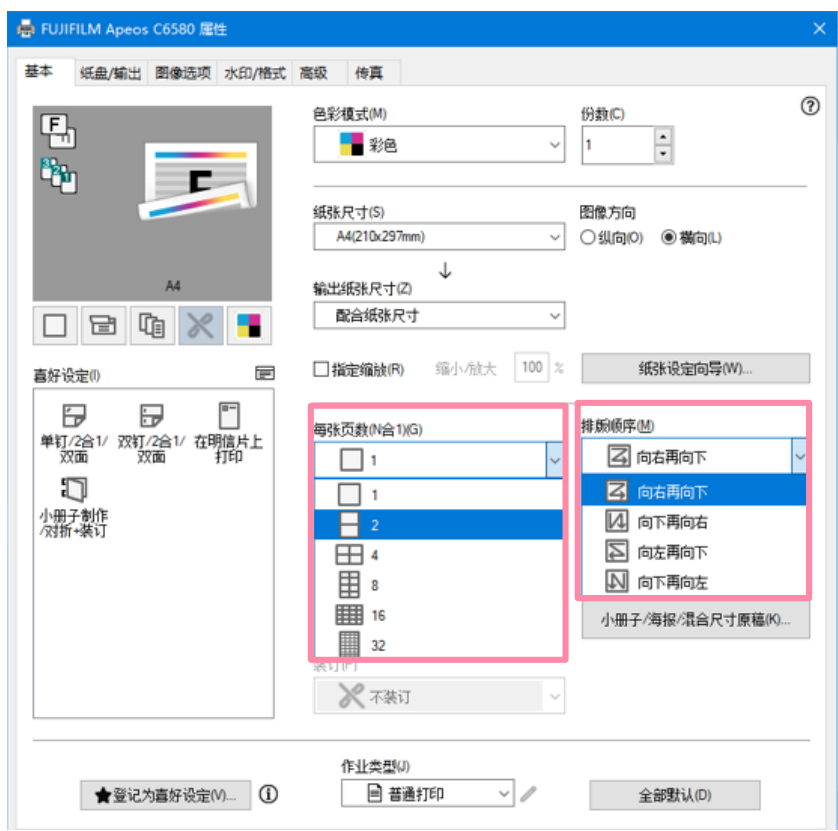 FUJIFILM Apeos C6580 属性
基本 纸盘/输出 图像选项 水印/格式 高级 传真
色彩模式(M)
彩色
份数(C)
1
纸张尺寸(S)
A4(210x297mm)
图像方向
纵向(O) 横向(L)
A4
输出纸张尺寸(Z)
配合纸张尺寸
指定缩放(R) 缩小/放大 100 %
纸张设定向导(W)...
喜好设定(I)
单钉/2合1/
双面
双钉/2合1/
双面
在明信片上
打印
小册子制作
/对折+装订
每张页数(N合1)(G)
1
1
2
4
8
16
32
排版顺序(M)
向右再向下
向右再向下
向下再向右
向左再向下
向下再向左
小册子/海报/混合尺寸原稿(K)...
装订(P)
不装订
作业类型(J)
普通打印
登记为喜好设定(V)...
全部默认(D)